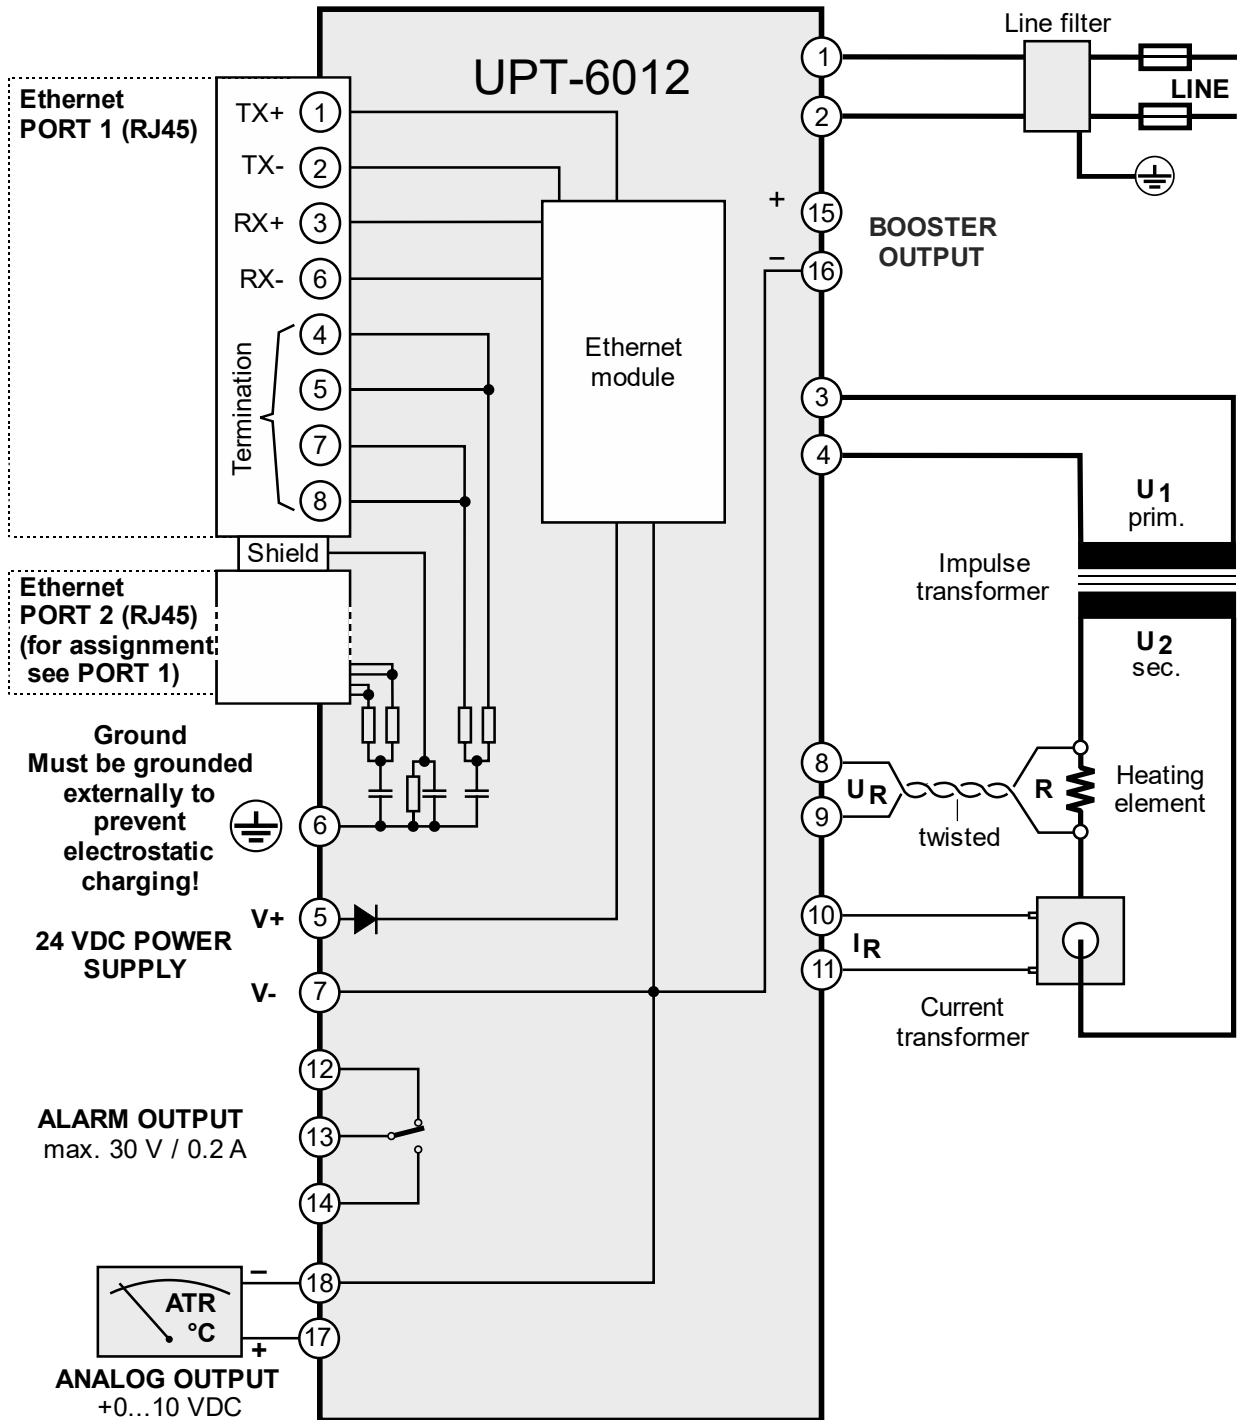 UPT-6012
Line filter
LINE
1
2
+
15
–
16
BOOSTER
OUTPUT
Ethernet
PORT 1 (RJ45)
TX+ 1
TX- 2
RX+ 3
RX- 6
Termination
4
5
7
8
Shield
Ethernet
module
Ethernet
PORT 2 (RJ45)
(for assignment
see PORT 1)
3
4
U1
prim.
Impulse
transformer
U2
sec.
Ground
Must be grounded
externally to
prevent
electrostatic
charging!
6
8
9
UR
twisted
R
Heating
element
V+ 5
24 VDC POWER
SUPPLY
V- 7
10
11
IR
Current
transformer
12
13
14
ALARM OUTPUT
max. 30 V / 0.2 A
ATR
°C
– 18
+ 17
ANALOG OUTPUT
+0...10 VDC